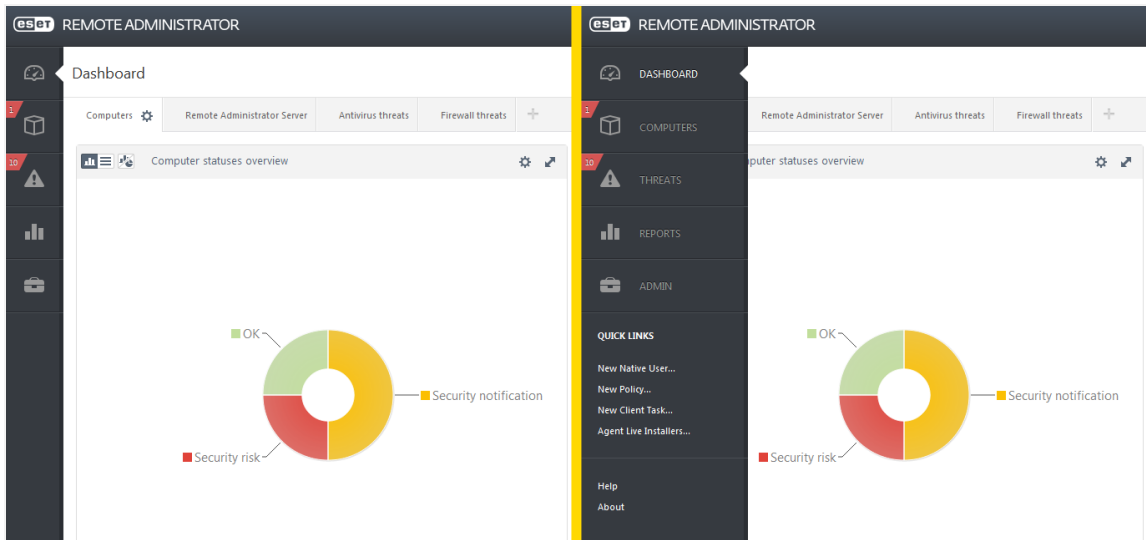 eset REMOTE ADMINISTRATOR
Dashboard
Computers Remote Administrator Server Antivirus threats Firewall threats
1
10
Computer statuses overview
OK
Security notification
Security risk
eset REMOTE ADMINISTRATOR
DASHBOARD
Remote Administrator Server Antivirus threats Firewall threats
1
COMPUTERS
puter statuses overview
10
THREATS
REPORTS
ADMIN
QUICK LINKS
New Native User...
New Policy...
New Client Task...
Agent Live Installers...
Help
About
OK
Security notification
Security risk